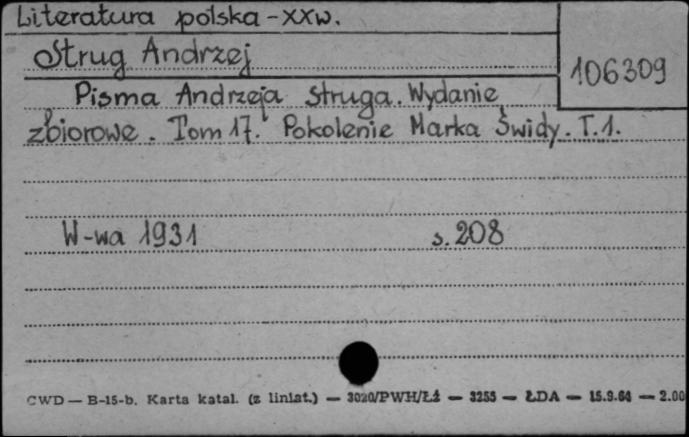 Literatura polska - XXw.
Strug Andrzej
106309
Pisma Andrzeja Struga. Wydanie
zbiorowe. Tom 17. Pokolenie Marka Świdy. T.1.
W-wa 1931 s. 208
CWD — B-15-b. Karta katal. (z liniat.) — 3020/PWH/Łż — 3255 — ŁDA — 15.9.64 — 2.00